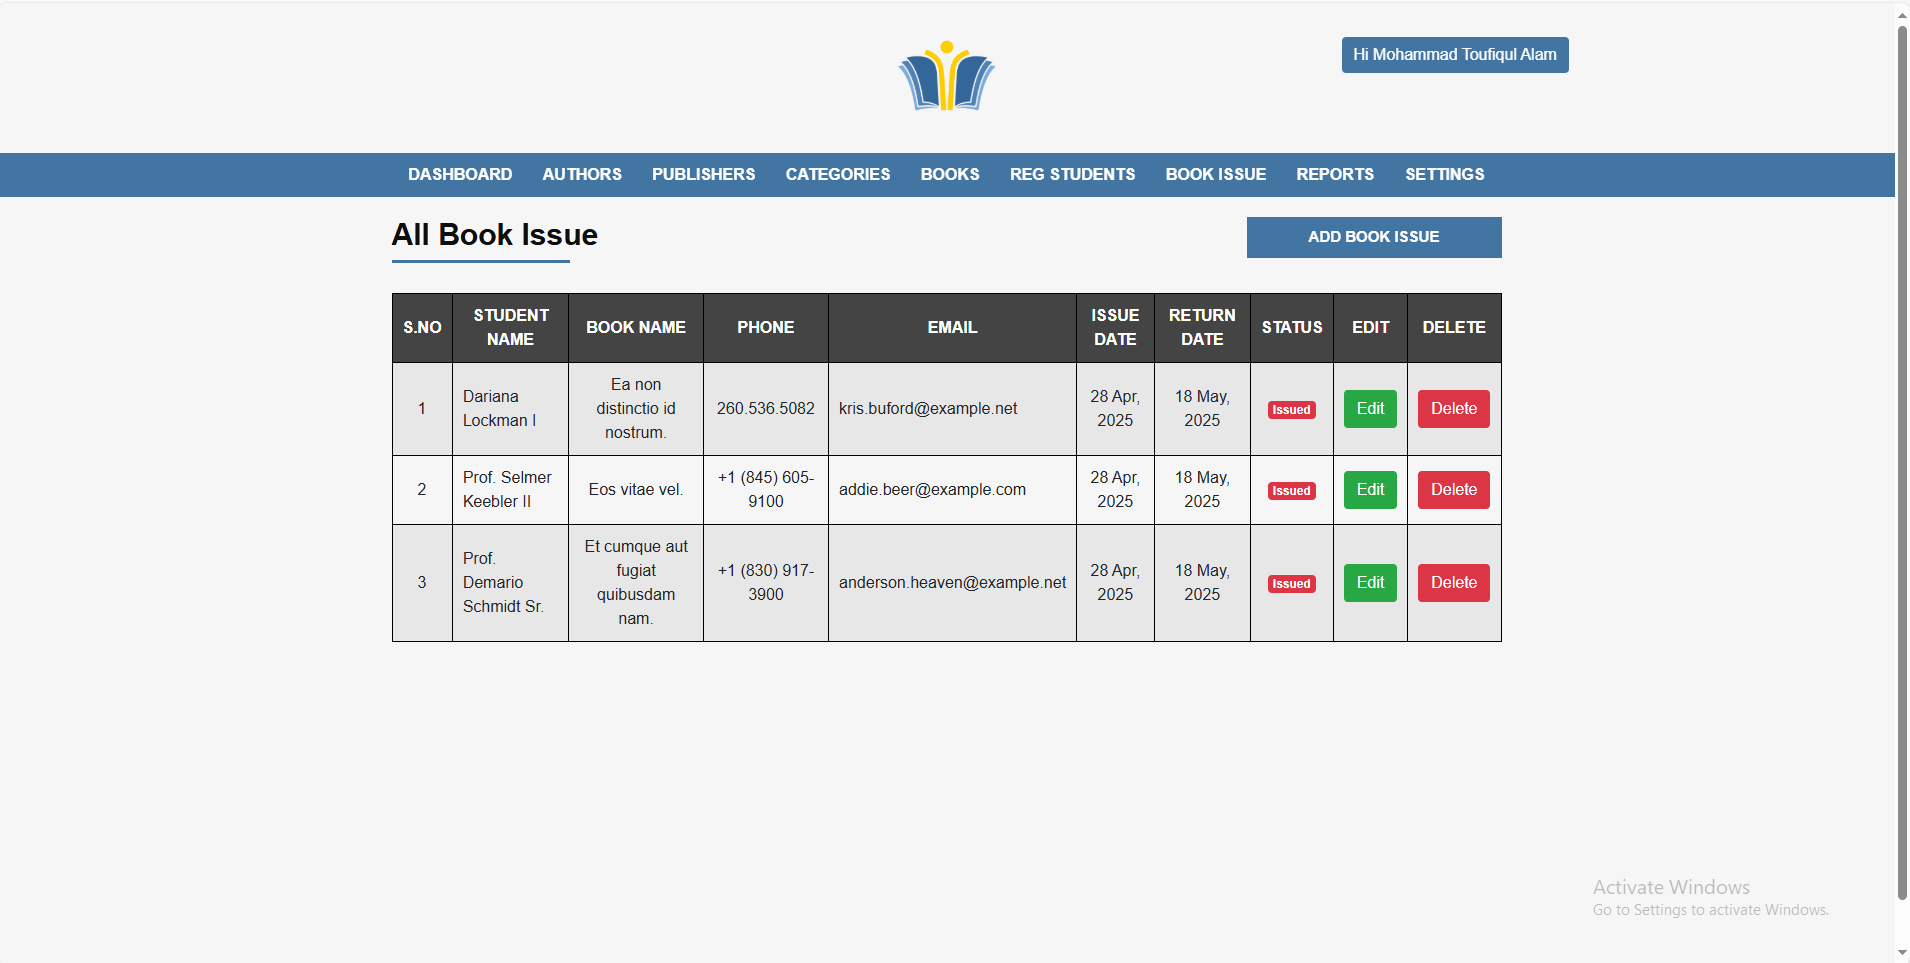 Hi Mohammad Toufiqul Alam
DASHBOARD AUTHORS PUBLISHERS CATEGORIES BOOKS REG STUDENTS BOOK ISSUE REPORTS SETTINGS
All Book Issue
ADD BOOK ISSUE
S.NO
STUDENT
NAME
BOOK NAME
PHONE
EMAIL
ISSUE
DATE
RETURN
DATE
STATUS
EDIT
DELETE
1
Dariana
Lockman I
Ea non
distinctio id
nostrum.
260.536.5082
kris.buford@example.net
28 Apr,
2025
18 May,
2025
Issued
Edit
Delete
2
Prof. Selmer
Keebler II
Eos vitae vel.
+1 (845) 605-
9100
addie.beer@example.com
28 Apr,
2025
18 May,
2025
Issued
Edit
Delete
3
Prof.
Demario
Schmidt Sr.
Et cumque aut
fugiat
quibusdam
nam.
+1 (830) 917-
3900
anderson.heaven@example.net
28 Apr,
2025
18 May,
2025
Issued
Edit
Delete
Activate Windows
Go to Settings to activate Windows.